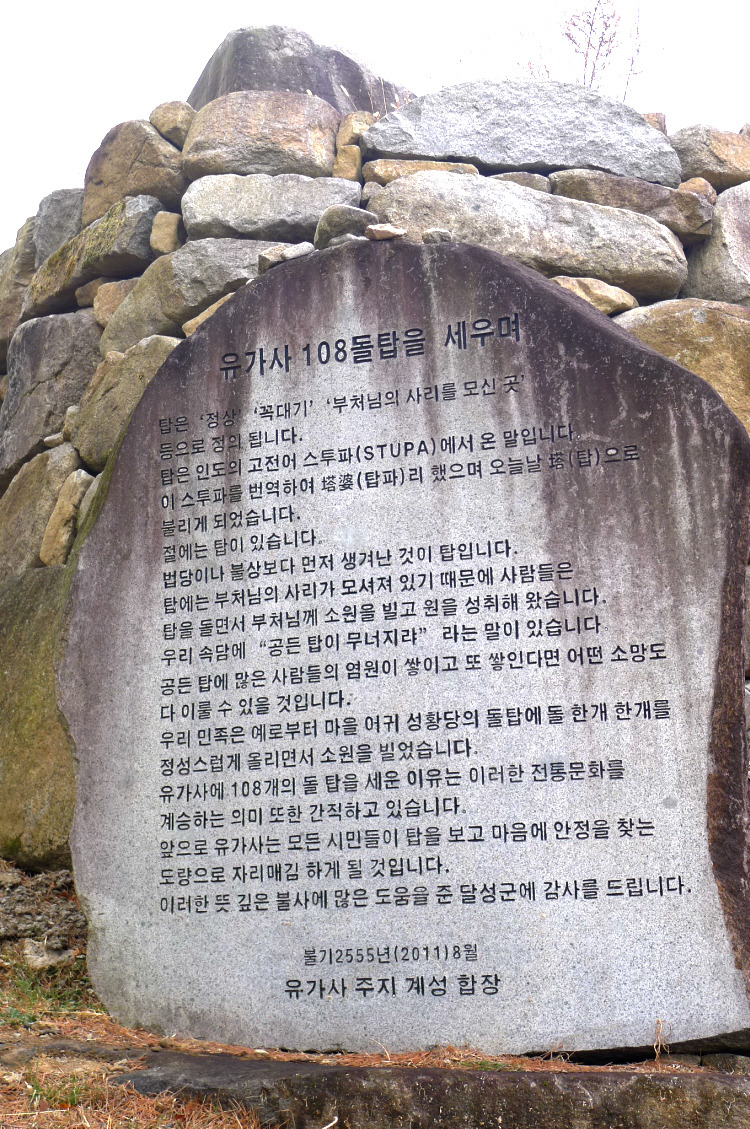 유가사 108돌탑을 세우며
탑은 '정상' '꼭대기' '부처님의 사리를 모신 곳'
등으로 정의 됩니다.
탑은 인도의 고전어 스투파(STUPA)에서 온 말입니다.
이 스투파를 번역하여 塔婆(탑파)리 했으며 오늘날 塔(탑)으로
불리게 되었습니다.
절에는 탑이 있습니다.
법당이나 불상보다 먼저 생겨난 것이 탑입니다.
탑에는 부처님의 사리가 모셔져 있기 때문에 사람들은
탑을 돌면서 부처님께 소원을 빌고 원을 성취해 왔습니다.
우리 속담에 "공든 탑이 무너지랴" 라는 말이 있습니다.
공든 탑에 많은 사람들의 염원이 쌓이고 또 쌓인다면 어떤 소망도
다 이룰 수 있을 것입니다.
우리 민족은 예로부터 마을 어귀 성황당의 돌탑에 돌 한개 한개를
정성스럽게 올리면서 소원을 빌었습니다.
유가사에 108개의 돌 탑을 세운 이유는 이러한 전통문화를
계승하는 의미 또한 간직하고 있습니다.
앞으로 유가사는 모든 시민들이 탑을 보고 마음에 안정을 찾는
도량으로 자리매김 하게 될 것입니다.
이러한 뜻 깊은 불사에 많은 도움을 준 달성군에 감사를 드립니다.
불기2555년(2011)8월
유가사 주지 계성 합장